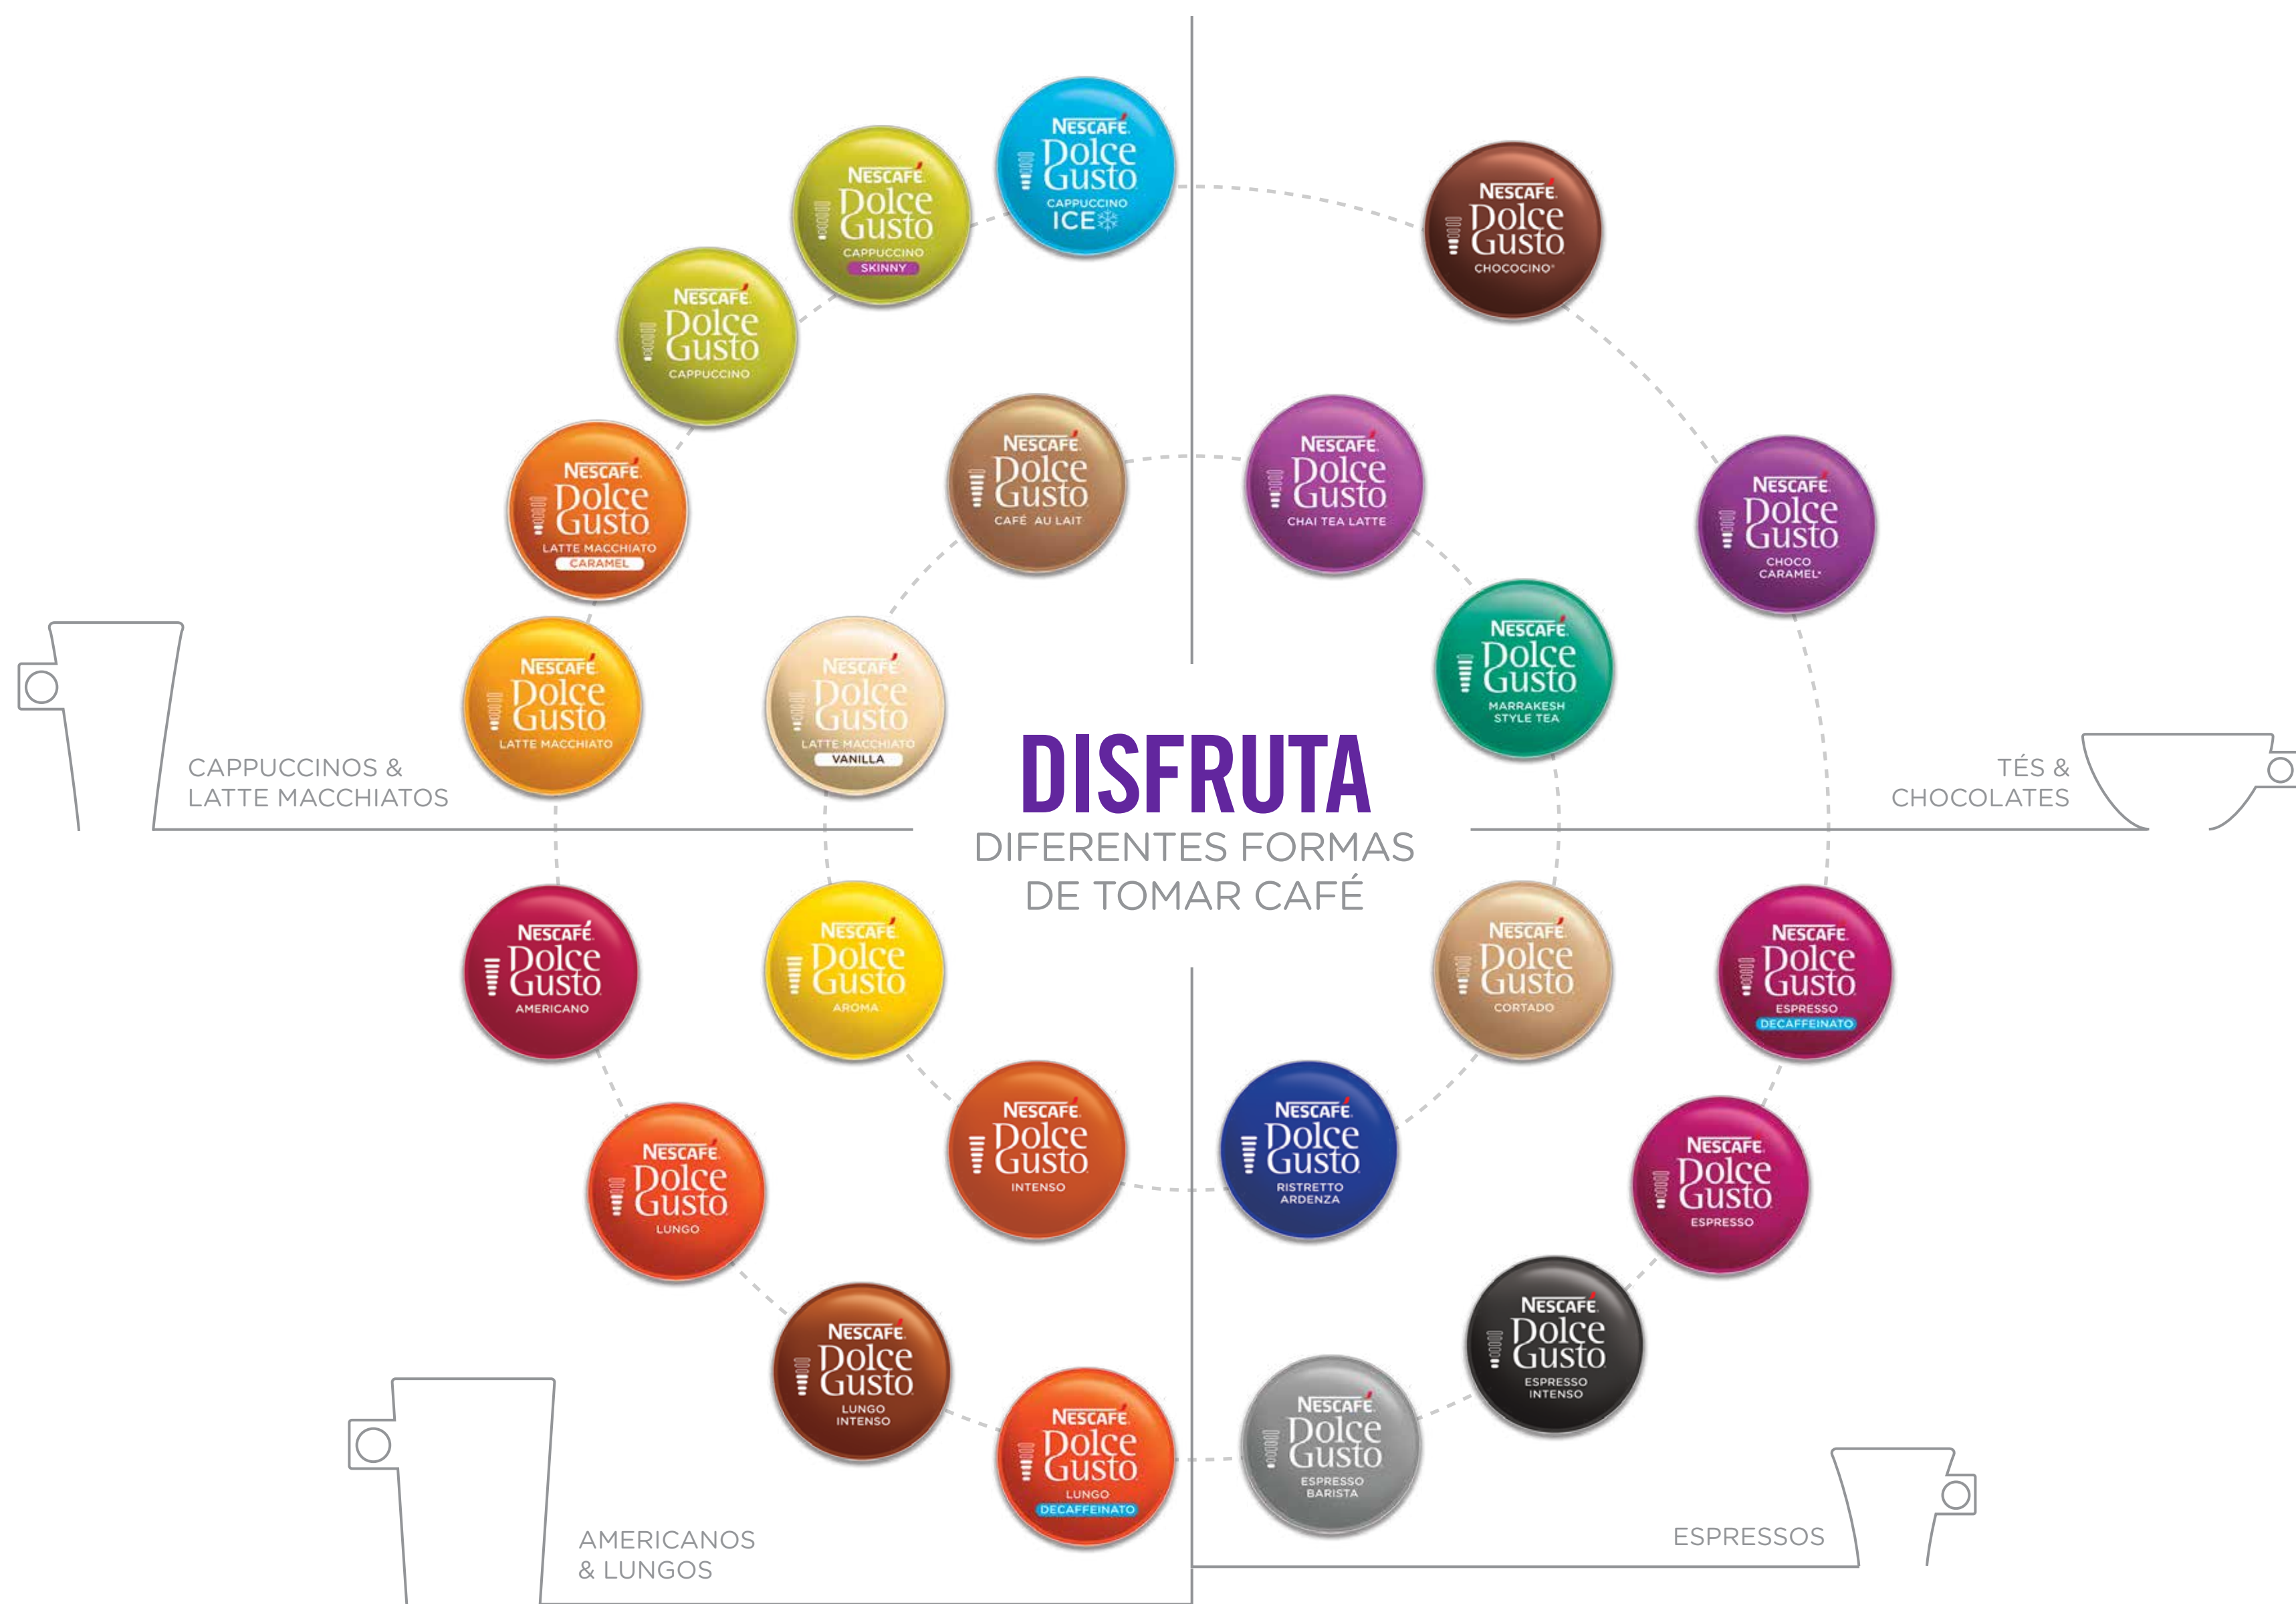 NESCAFÉ.
Dolce
Gusto
CAPPUCCINO
ICE
NESCAFÉ.
Dolce
Gusto
CAPPUCCINO
SKINNY
NESCAFÉ.
Dolce
Gusto
CAPPUCCINO
NESCAFÉ.
Dolce
Gusto
LATTE MACCHIATO
CARAMEL
NESCAFÉ.
Dolce
Gusto
LATTE MACCHIATO
NESCAFÉ.
Dolce
Gusto
CAFÉ AU LAIT
NESCAFÉ.
Dolce
Gusto
LATTE MACCHIATO
VANILLA
CAPPUCCINOS &
LATTE MACCHIATOS
NESCAFÉ.
Dolce
Gusto
CHOCOCINO*
NESCAFÉ.
Dolce
Gusto
CHAI TEA LATTE
NESCAFÉ.
Dolce
Gusto
CHOCO
CARAMEL*
NESCAFÉ.
Dolce
Gusto
MARRAKESH
STYLE TEA
TÉS &
CHOCOLATES
DISFRUTA
DIFERENTES FORMAS
DE TOMAR CAFÉ
NESCAFÉ.
Dolce
Gusto
AMERICANO
NESCAFÉ.
Dolce
Gusto
AROMA
NESCAFÉ.
Dolce
Gusto
LUNGO
NESCAFÉ.
Dolce
Gusto
INTENSO
NESCAFÉ.
Dolce
Gusto
LUNGO
INTENSO
NESCAFÉ.
Dolce
Gusto
LUNGO
DECAFFEINATO
AMERICANOS
& LUNGOS
NESCAFÉ.
Dolce
Gusto
CORTADO
NESCAFÉ.
Dolce
Gusto
ESPRESSO
DECAFFEINATO
NESCAFÉ.
Dolce
Gusto
RISTRETTO
ARDENZA
NESCAFÉ.
Dolce
Gusto
ESPRESSO
NESCAFÉ.
Dolce
Gusto
ESPRESSO
INTENSO
NESCAFÉ.
Dolce
Gusto
ESPRESSO
BARISTA
ESPRESSOS